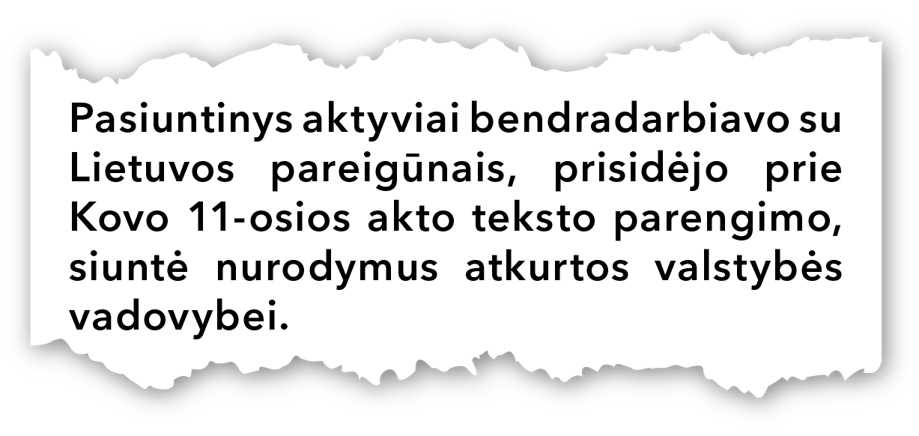 Pasiuntinys aktyviai bendradarbiavo su
Lietuvos pareigūnais, prisidėjo prie
Kovo 11-osios akto teksto parengimo,
siuntė nurodymus atkurtos valstybės
vadovybei.